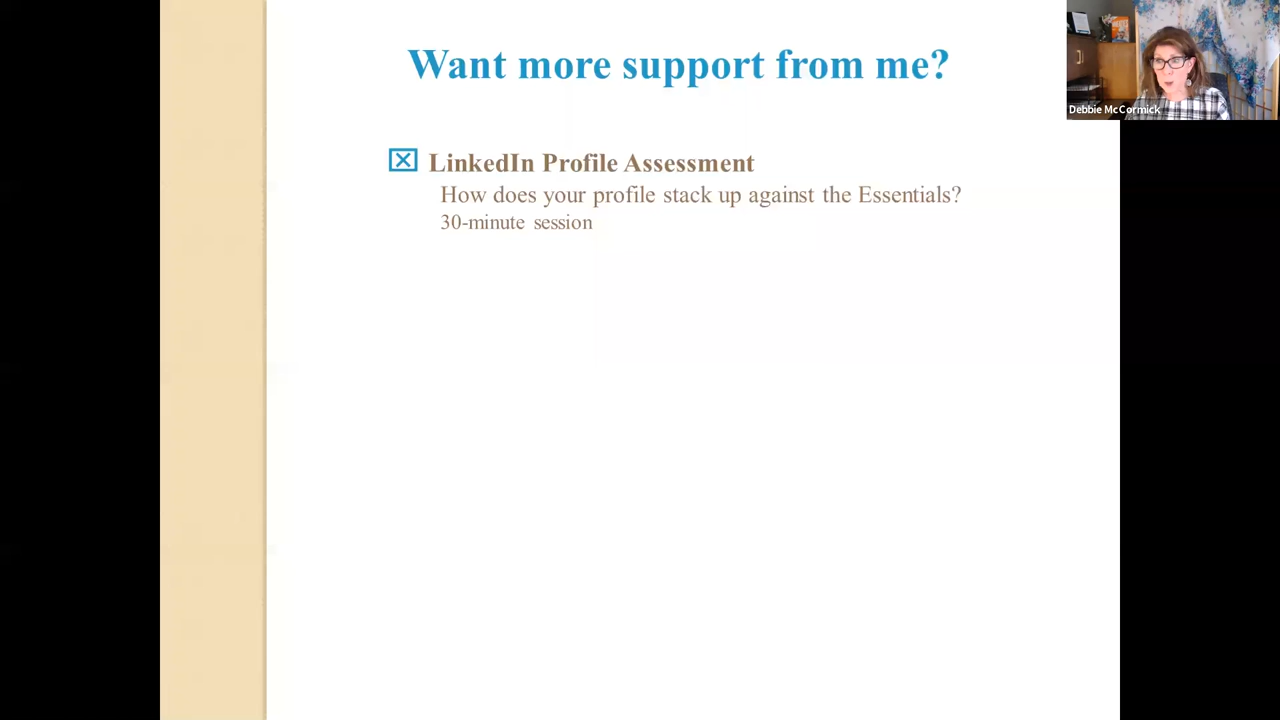 Want more support from me?
Debbie McCormick
LinkedIn Profile Assessment
How does your profile stack up against the Essentials?
30-minute session